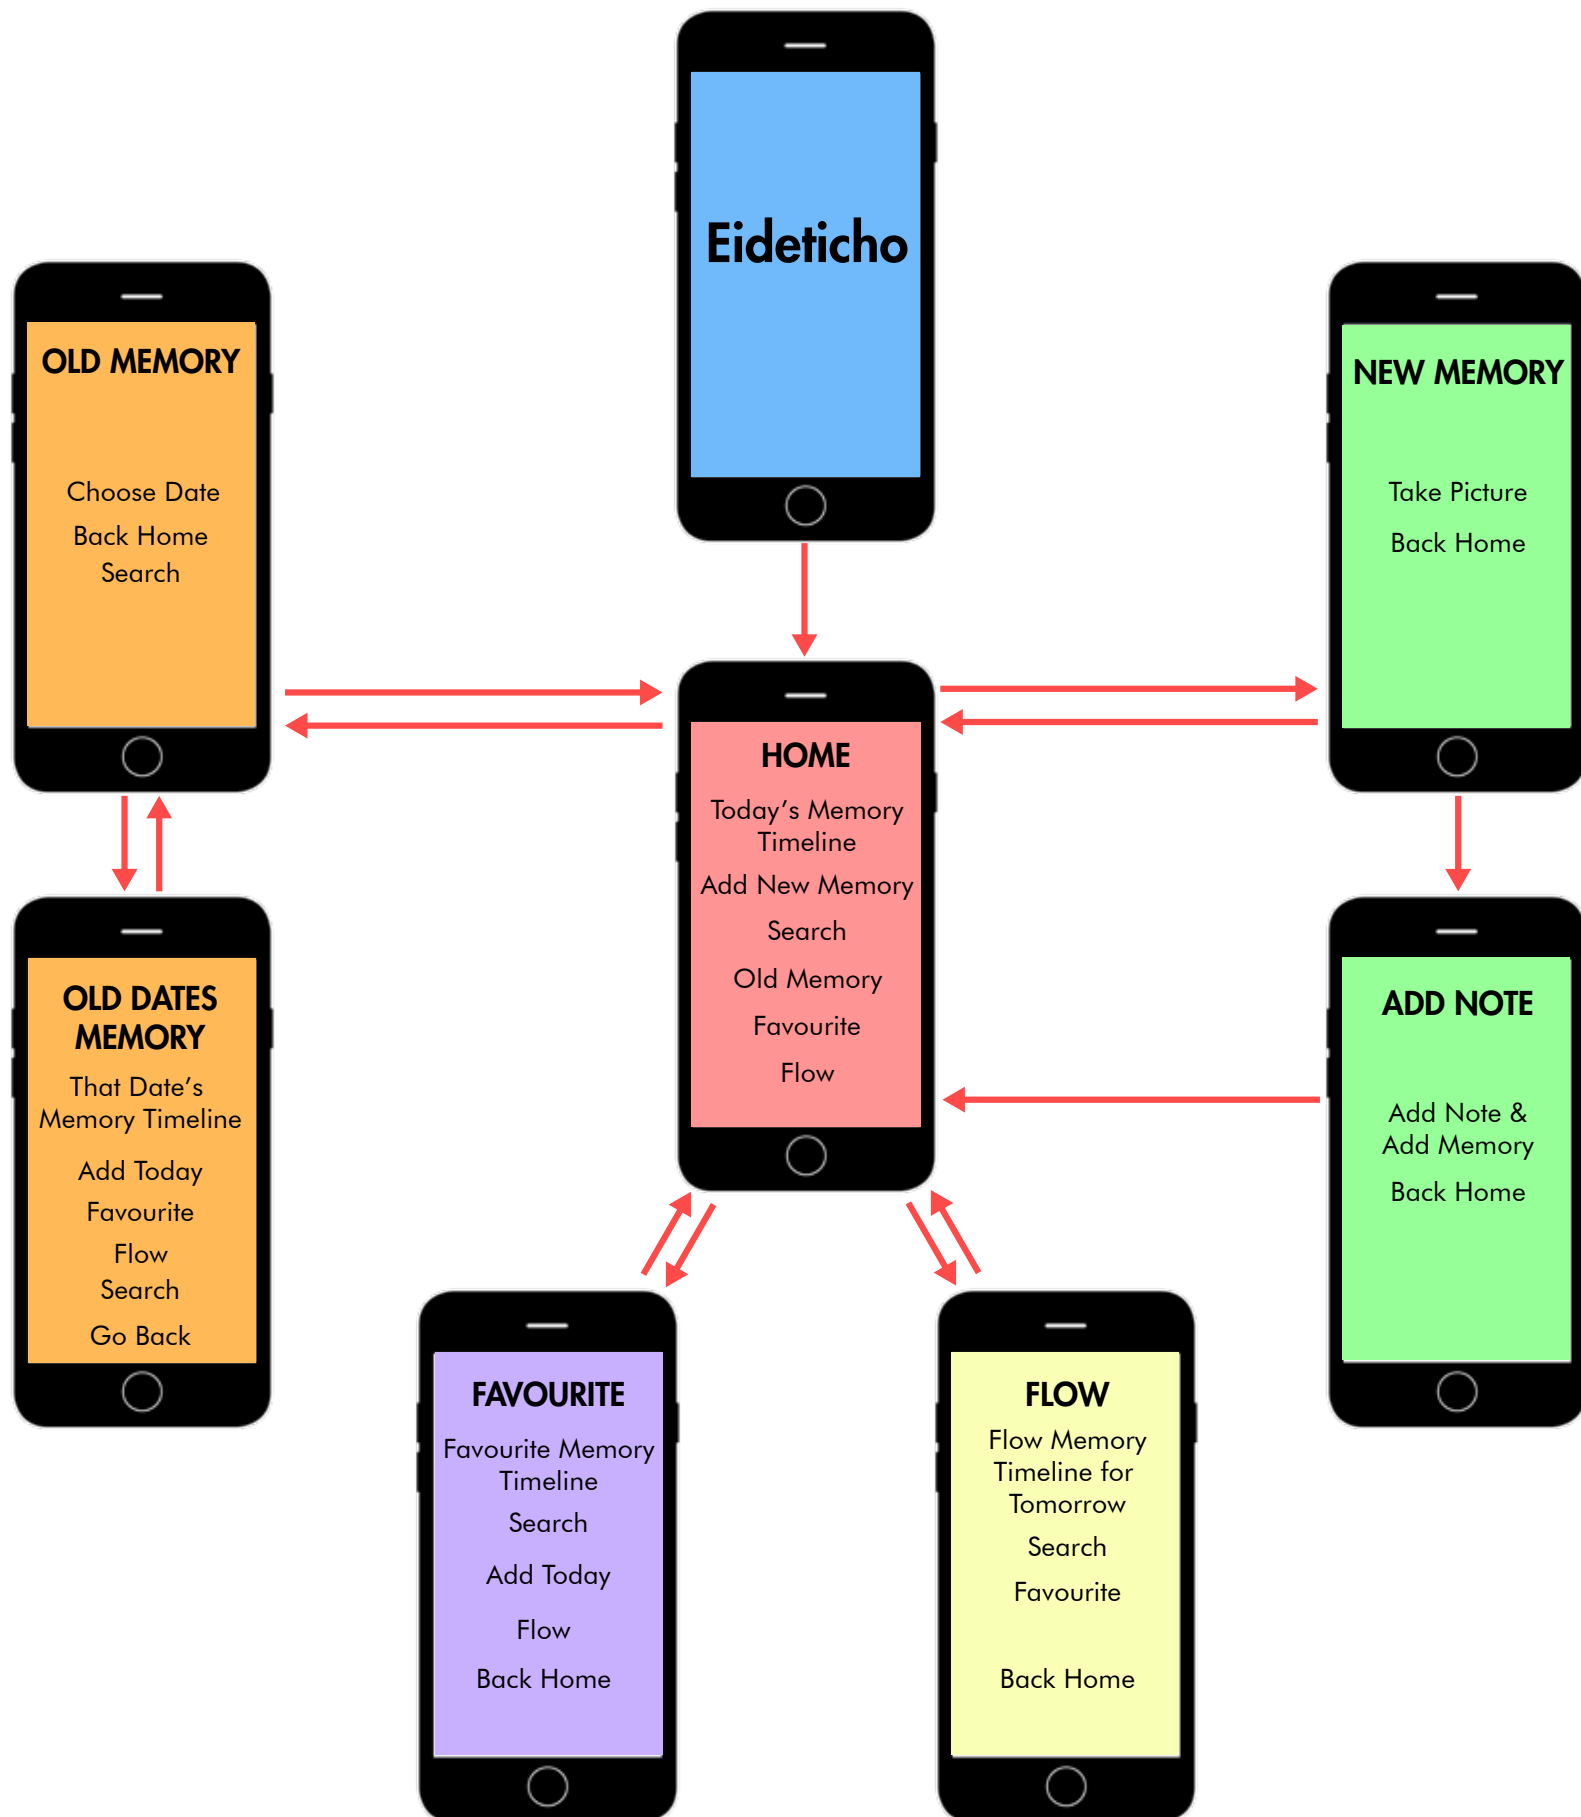 Eideticho
OLD MEMORY
Choose Date
Back Home
Search
NEW MEMORY
Take Picture
Back Home
HOME
Today's Memory
Timeline
Add New Memory
Search
Old Memory
Favourite
Flow
OLD DATES
MEMORY
That Date's
Memory Timeline
Add Today
Favourite
Flow
Search
Go Back
ADD NOTE
Add Note &
Add Memory
Back Home
FAVOURITE
Favourite Memory
Timeline
Search
Add Today
Flow
Back Home
FLOW
Flow Memory
Timeline for
Tomorrow
Search
Favourite
Back Home